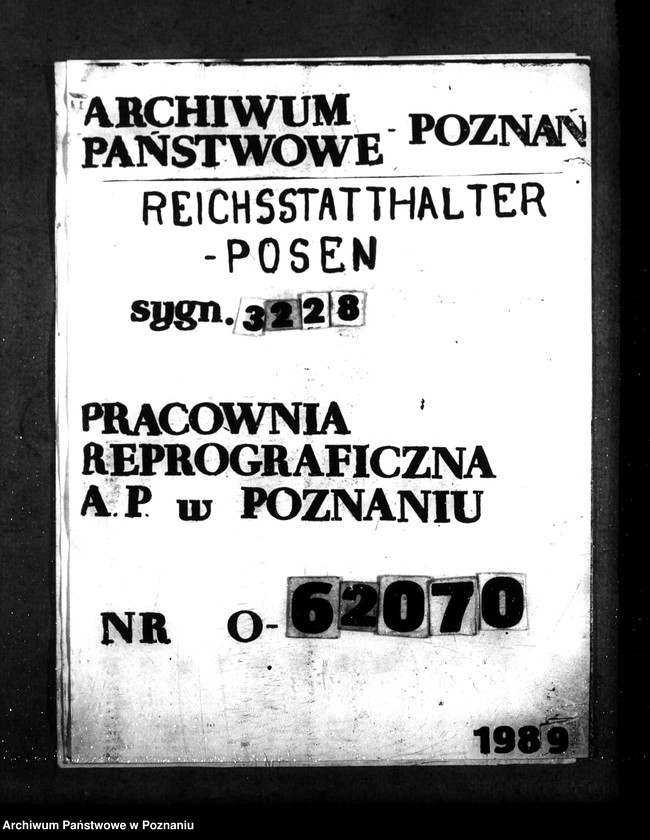 ARCHIWUM
PAŃSTWOWE - POZNAŃ
REICHSSTATTHALTER
-POSEN
sygn. 3228
PRACOWNIA
REPROGRAFICZNA
A.P. w POZNANIU
NR O-62070
1989
Archiwum Państwowe w Poznaniu